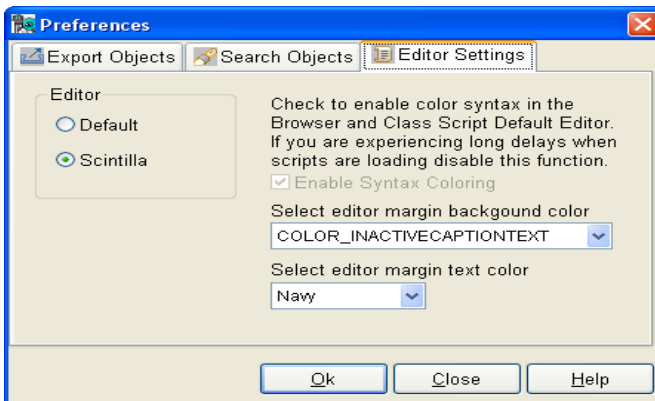 Preferences
Export Objects
Search Objects
Editor Settings
Editor
Default
Scintilla
Check to enable color syntax in the
Browser and Class Script Default Editor.
If you are experiencing long delays when
scripts are loading disable this function.
Enable Syntax Coloring
Select editor margin backgound color
COLOR_INACTIVECAPTIONTEXT
Select editor margin text color
Navy
Ok
Close
Help